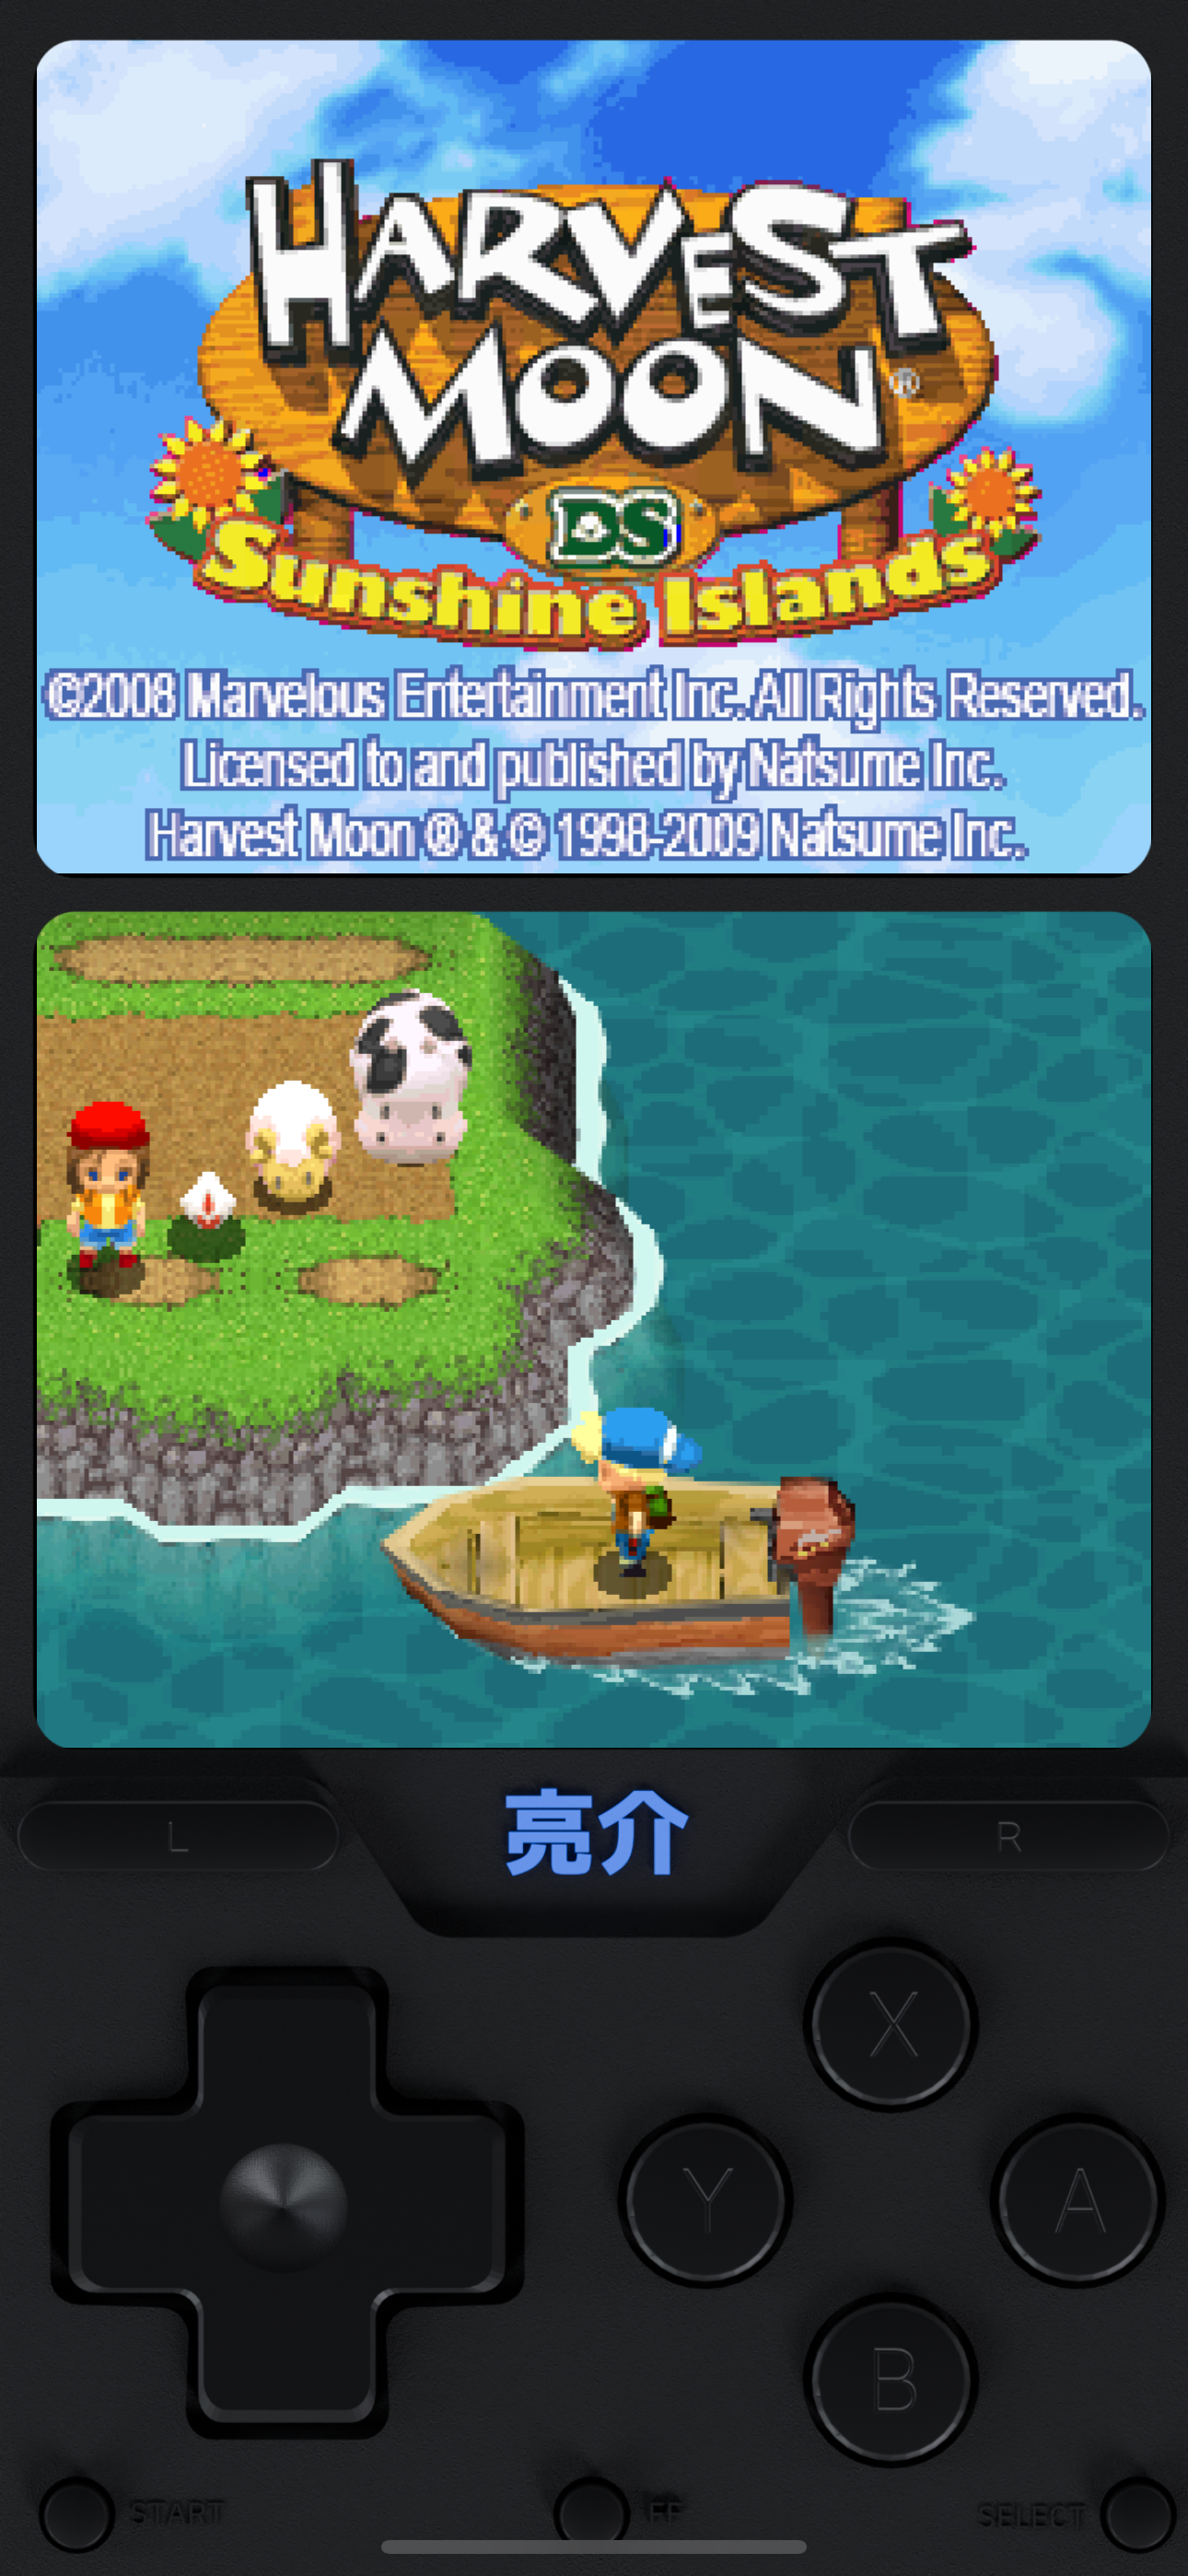 HARVEST
MOON®
DS
Sunshine Islands
©2008 Marvelous Entertainment Inc. All Rights Reserved.
Licensed to and published by Natsume Inc.
Harvest Moon ® & © 1998-2009 Natsume Inc.
L
亮介
R
X
Y
A
B
START
FF
SELECT